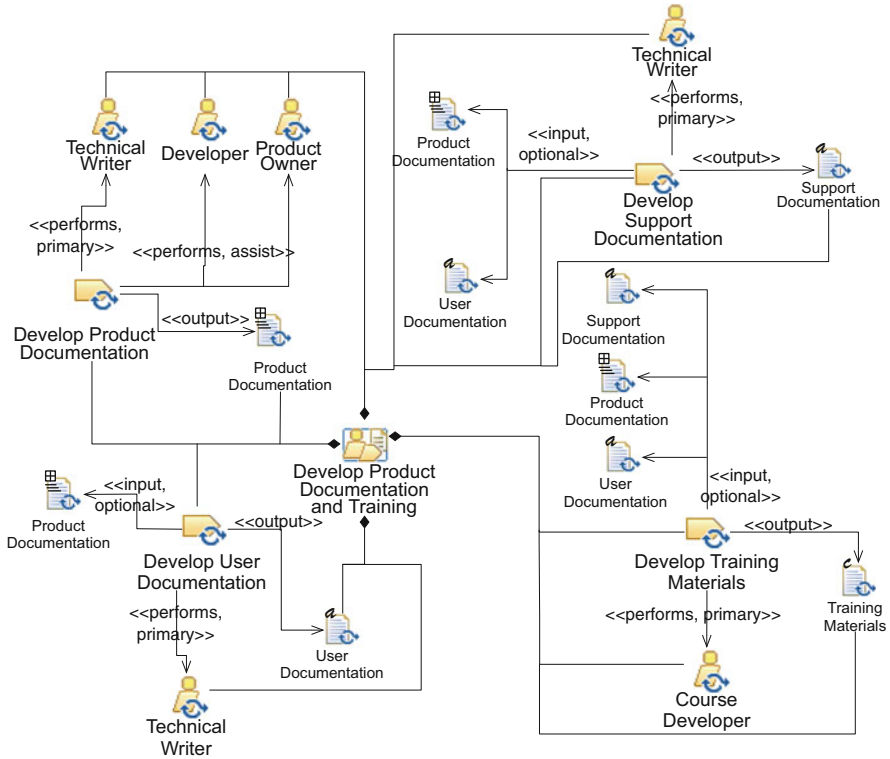 Technical
Writer
Developer
Product
Owner
<<performs,
primary>>
<<performs, assist>>
Develop Product
Documentation
<<output>>
Product
Documentation
Technical
Writer
<<performs,
primary>>
Product
Documentation
<<input,
optional>>
<<output>>
Develop
Support
Documentation
Support
Documentation
User
Documentation
Support
Documentation
Product
Documentation
User
Documentation
Develop Product
Documentation
and Training
Product
Documentation
<<input,
optional>>
<<output>>
Develop User
Documentation
<<performs,
primary>>
User
Documentation
Technical
Writer
<<input,
optional>>
<<output>>
Develop Training
Materials
<<performs, primary>>
Training
Materials
Course
Developer